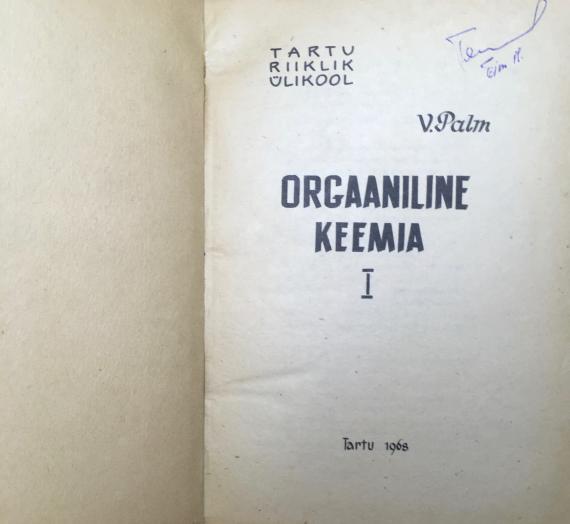 TARTU
RIIKLIK
ÜLIKOOL
V. Palm
ORGAANILINE
KEEMIA
I
Tartu 1968